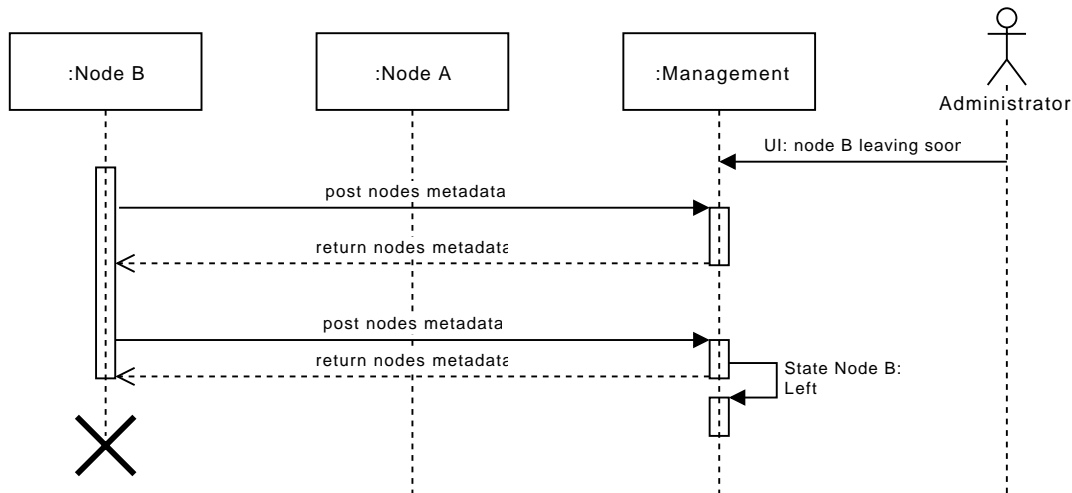 :Node B
:Node A
:Management
Administrator
UI: node B leaving soon
post nodes metadata
return nodes metadata
post nodes metadata
return nodes metadata
State Node B:
Left